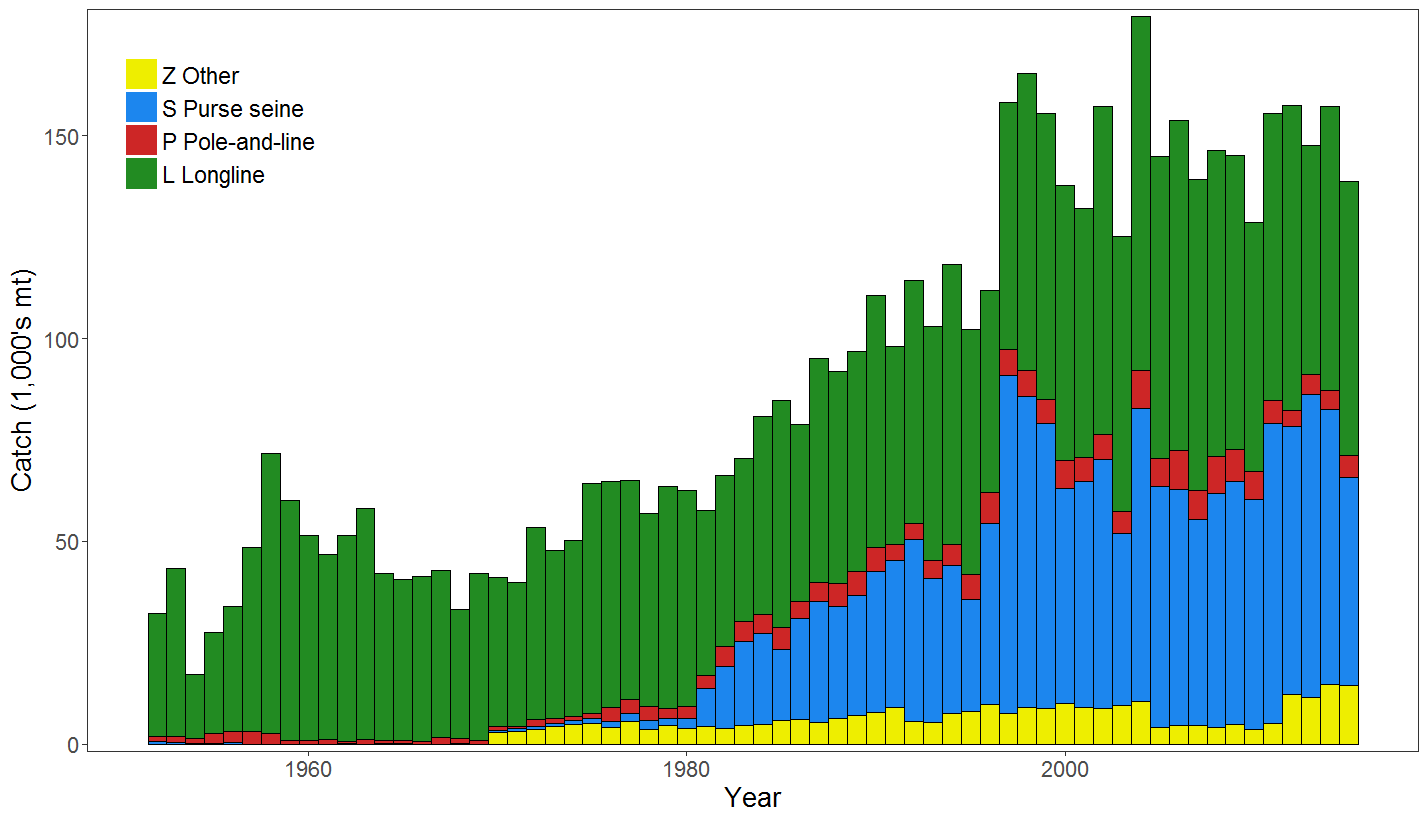 Z Other
S Purse seine
P Pole-and-line
L Longline
Catch (1,000's mt)
150
100
50
0
1960 1980 2000
Year